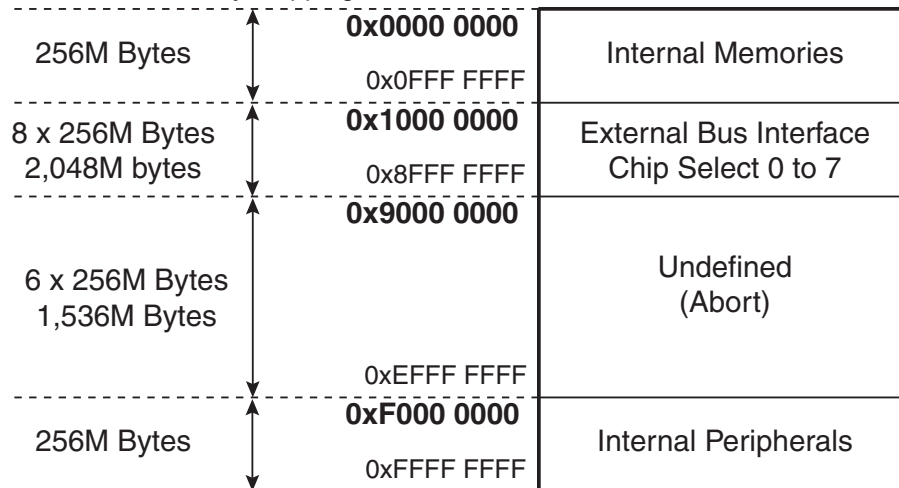 256M Bytes
0x0000 0000
0x0FFF FFFF
Internal Memories
8 x 256M Bytes
2,048M bytes
0x1000 0000
0x8FFF FFFF
External Bus Interface
Chip Select 0 to 7
6 x 256M Bytes
1,536M Bytes
0x9000 0000
0xEFFF FFFF
Undefined
(Abort)
256M Bytes
0xF000 0000
0xFFFF FFFF
Internal Peripherals